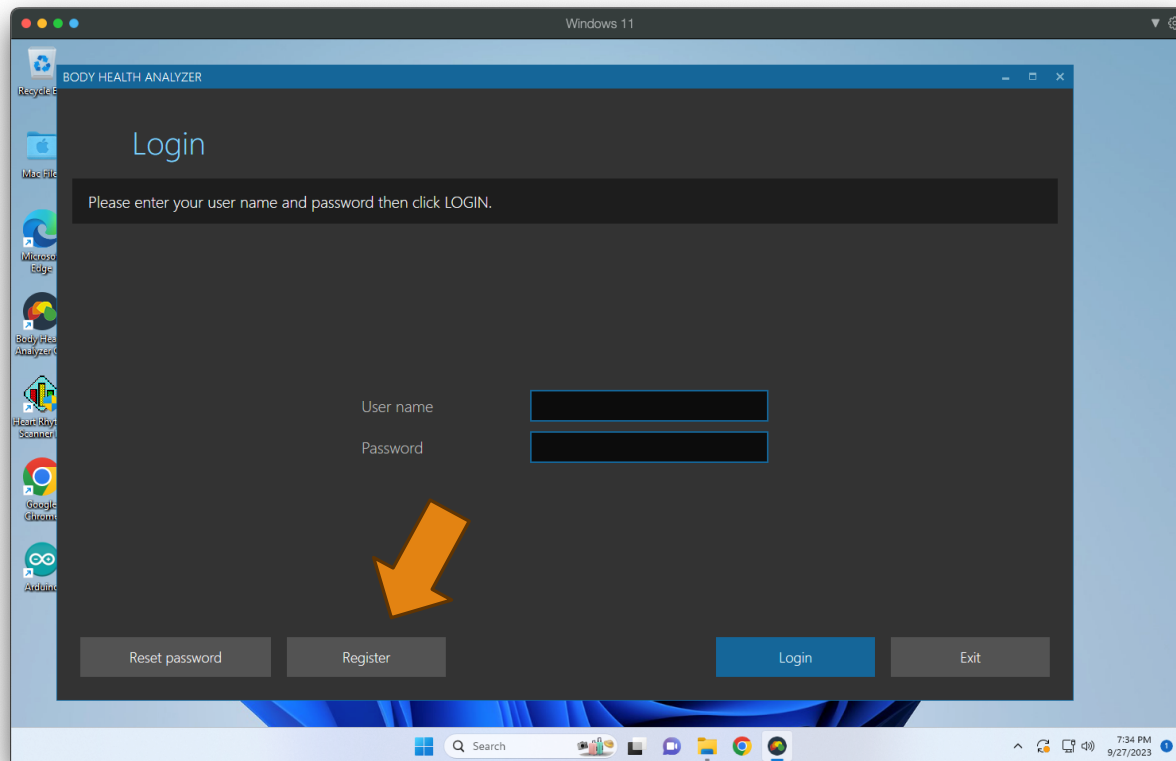 Windows 11
Recycle B
BODY HEALTH ANALYZER
Login
Mac File
Please enter your user name and password then click LOGIN.
Microso
Edge
Body Hea
Analyzer
User name
Heart Rhy
Scanner
Password
Google
Chrome
Arduino
Reset password
Register
Login
Exit
Search
7:34 PM
9/27/2023
1